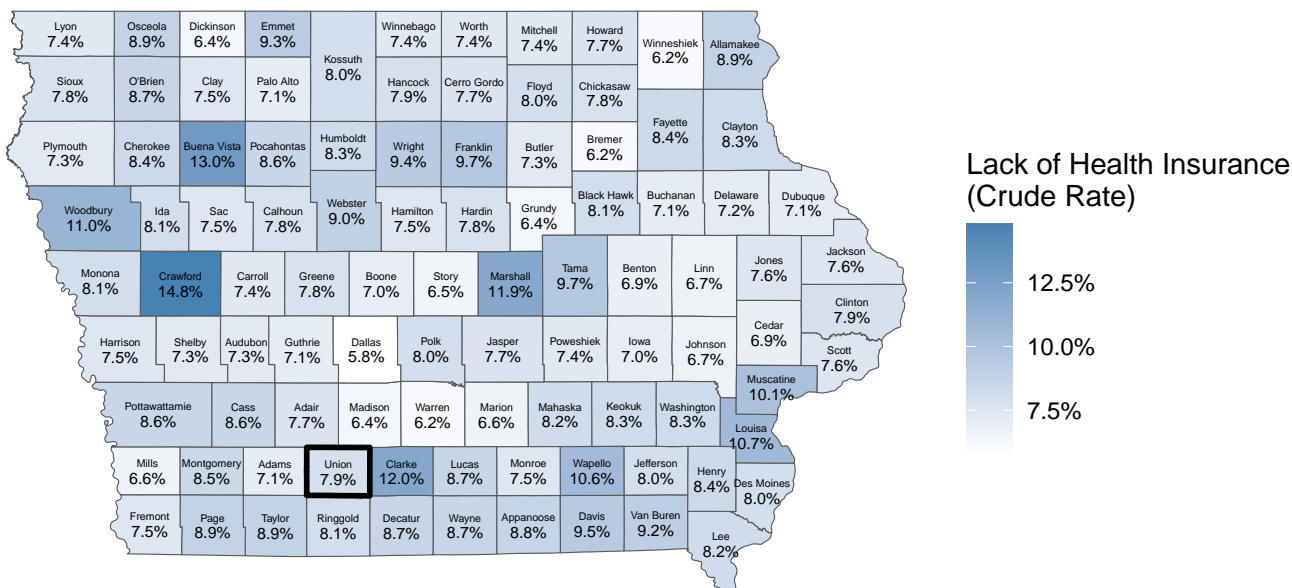 Lyon
7.4%
Osceola
8.9%
Dickinson
6.4%
Emmet
9.3%
Kossuth
8.0%
Winnebago
7.4%
Worth
7.4%
Mitchell
7.4%
Howard
7.7%
Winneshiek
6.2%
Allamakee
8.9%
Sioux
7.8%
O'Brien
8.7%
Clay
7.5%
Palo Alto
7.1%
Hancock
7.9%
Cerro Gordo
7.7%
Floyd
8.0%
Chickasaw
7.8%
Fayette
8.4%
Clayton
8.3%
Plymouth
7.3%
Cherokee
8.4%
Buena Vista
13.0%
Pocahontas
8.6%
Humboldt
8.3%
Wright
9.4%
Franklin
9.7%
Butler
7.3%
Bremer
6.2%
Woodbury
11.0%
Ida
8.1%
Sac
7.5%
Calhoun
7.8%
Webster
9.0%
Hamilton
7.5%
Hardin
7.8%
Grundy
6.4%
Black Hawk
8.1%
Buchanan
7.1%
Delaware
7.2%
Dubuque
7.1%
Monona
8.1%
Crawford
14.8%
Carroll
7.4%
Greene
7.8%
Boone
7.0%
Story
6.5%
Marshall
11.9%
Tama
9.7%
Benton
6.9%
Linn
6.7%
Jones
7.6%
Jackson
7.6%
Clinton
7.9%
Harrison
7.5%
Shelby
7.3%
Audubon
7.3%
Guthrie
7.1%
Dallas
5.8%
Polk
8.0%
Jasper
7.7%
Poweshiek
7.4%
Iowa
7.0%
Johnson
6.7%
Cedar
6.9%
Scott
7.6%
Muscatine
10.1%
Pottawattamie
8.6%
Cass
8.6%
Adair
7.7%
Madison
6.4%
Warren
6.2%
Marion
6.6%
Mahaska
8.2%
Keokuk
8.3%
Washington
8.3%
Louisa
10.7%
Mills
6.6%
Montgomery
8.5%
Adams
7.1%
Union
7.9%
Clarke
12.0%
Lucas
8.7%
Monroe
7.5%
Wapello
10.6%
Jefferson
8.0%
Henry
8.4%
Des Moines
8.0%
Fremont
7.5%
Page
8.9%
Taylor
8.9%
Ringgold
8.1%
Decatur
8.7%
Wayne
8.7%
Appanoose
8.8%
Davis
9.5%
Van Buren
9.2%
Lee
8.2%
Lack of Health Insurance
(Crude Rate)
12.5%
10.0%
7.5%